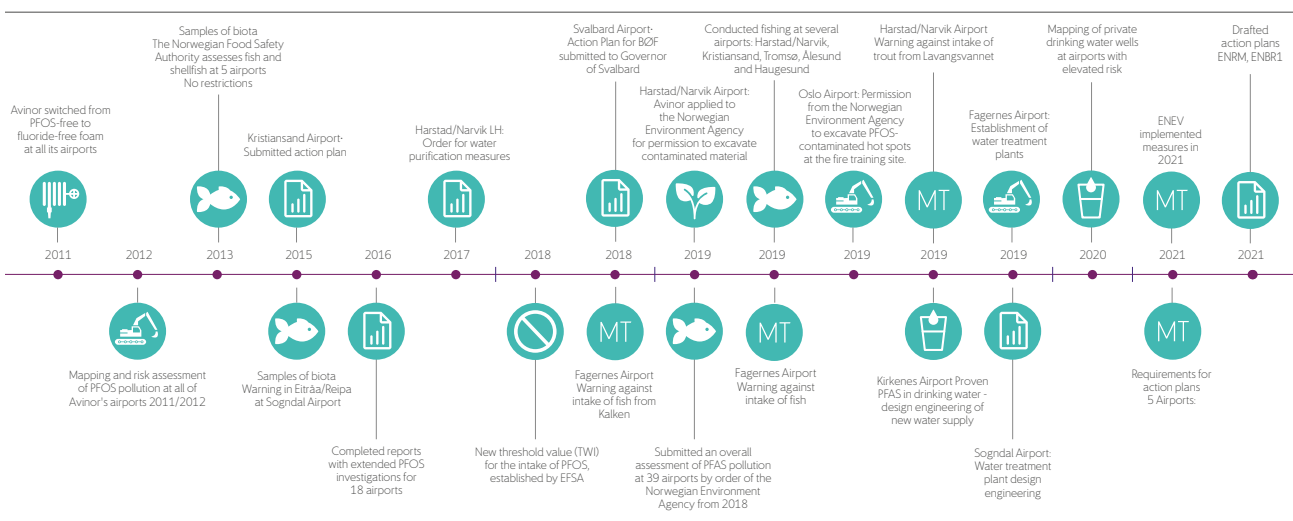 Avinor switched from
PFOS-free to
fluoride-free foam
at all its airports
Samples of biota
The Norwegian Food Safety
Authority assesses fish and
shellfish at 5 airports
No restrictions
Kristiansand Airport-
Submitted action plan
Harstad/Narvik LH:
Order for water
purification measures
Svalbard Airport-
Action Plan for BØF
submitted to Governor
of Svalbard
Harstad/Narvik Airport:
Avinor applied to
the Norwegian
Environment Agency
for permission to excavate
contaminated material
Conducted fishing at several
airports: Harstad/Narvik,
Kristiansand, Tromsø, Ålesund
and Haugesund
Oslo Airport: Permission
from the Norwegian
Environment Agency
to excavate PFOS-
contaminated hot spots
at the fire training site.
Harstad/Narvik Airport
Warning against intake of
trout from Lavangsvannet
Fagernes Airport:
Establishment of
water treatment
plants
Mapping of private
drinking water wells
at airports with
elevated risk
ENEV
implemented
measures in
2021
Drafted
action plans
ENRM, ENBR1
MT
MT
2011
2012
2013
2015
2016
2017
2018
2018
2019
2019
2019
2019
2019
2020
2021
2021
MT
MT
MT
Mapping and risk assessment
of PFOS pollution at all of
Avinor's airports 2011/2012
Samples of biota
Warning in Eitråa/Reipa
at Sogndal Airport
Completed reports
with extended PFOS
investigations for
18 airports
New threshold value (TWI)
for the intake of PFOS,
established by EFSA
Fagernes Airport
Warning against
intake of fish from
Kalken
Submitted an overall
assessment of PFAS pollution
at 39 airports by order of the
Norwegian Environment
Agency from 2018
Fagernes Airport
Warning against
intake of fish
Kirkenes Airport Proven
PFAS in drinking water -
design engineering of
new water supply
Sogndal Airport:
Water treatment
plant design
engineering
Requirements for
action plans
5 Airports: